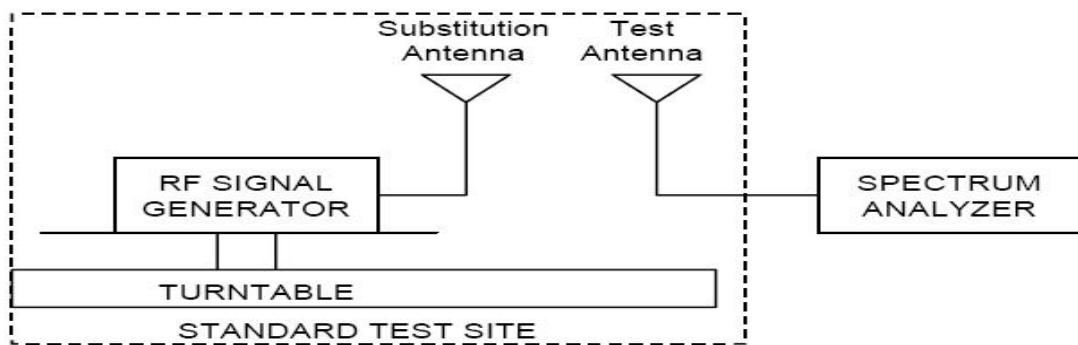 Substitution
Antenna
Test
Antenna
RF SIGNAL
GENERATOR
SPECTRUM
ANALYZER
TURNTABLE
STANDARD TEST SITE